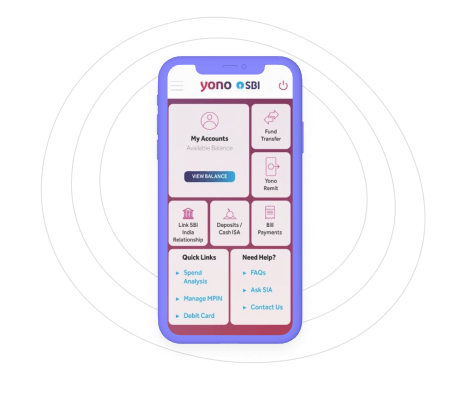 yono SBI
My Accounts
Available Balance
VIEW BALANCE
Fund
Transfer
Yono
Remit
Link SBI
India
Relationship
Deposits /
Cash ISA
Bill
Payments
Quick Links
► Spend
Analysis
► Manage MPIN
► Debit Card
Need Help?
► FAQs
► Ask SIA
► Contact Us